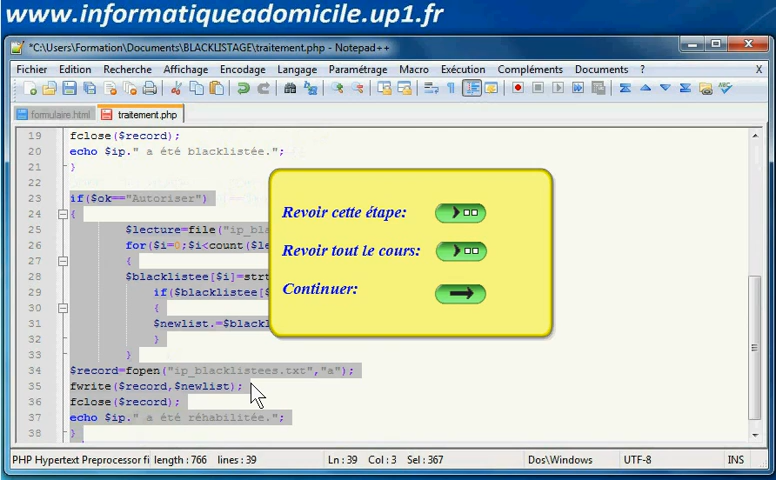 www.informatiqueadomicile.up1.fr
*C:\Users\Formation\Documents\BLACKLISTAGE\traitement.php - Notepad++
Fichier Edition Recherche Affichage Encodage Langage Paramétrage Macro Exécution Compléments Documents ? X
formulaire.html traitement.php
19 fclose($record);
20 echo $ip." a été blacklistée.";
21 }
22
23 if($ok=="Autoriser")
24 {
25 $lecture=file("ip_bla
26 for($i=0;$i<count($le
27 {
28 $blacklistee[$i]=strt
29 if($blacklistee[$
30 {
31 $newlist.=$blackl
32 }
33 }
34 $record=fopen("ip_blacklistees.txt","a");
35 fwrite($record,$newlist);
36 fclose($record);
37 echo $ip." a été réhabilitée.";
38 }
Revoir cette étape:
Revoir tout le cours:
Continuer:
PHP Hypertext Preprocessor fi length : 766 lines : 39 Ln : 39 Col : 3 Sel : 367 Dos\Windows UTF-8 INS